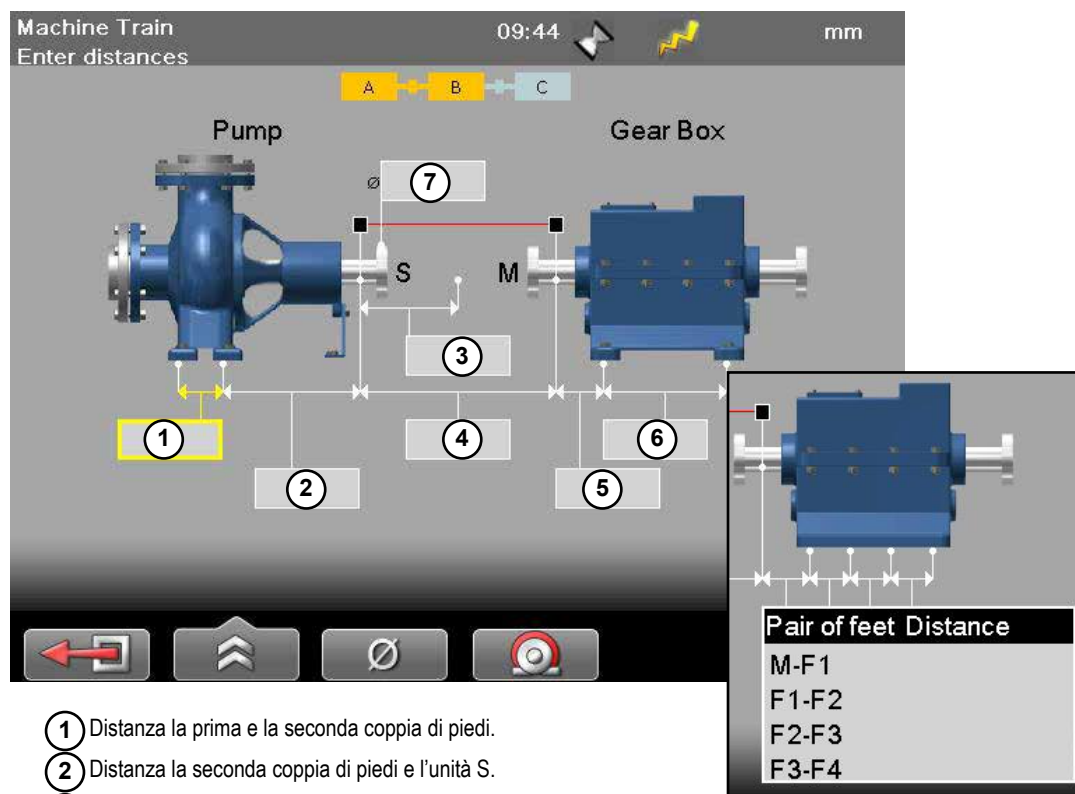 Machine Train
Enter distances
09:44
mm
A B C
Pump
Gear Box
Ø 7
S
M
3
1
4
6
2
5
Ø
Pair of feet Distance
M-F1
F1-F2
F2-F3
F3-F4
1 Distanza la prima e la seconda coppia di piedi.
2 Distanza la seconda coppia di piedi e l’unità S.